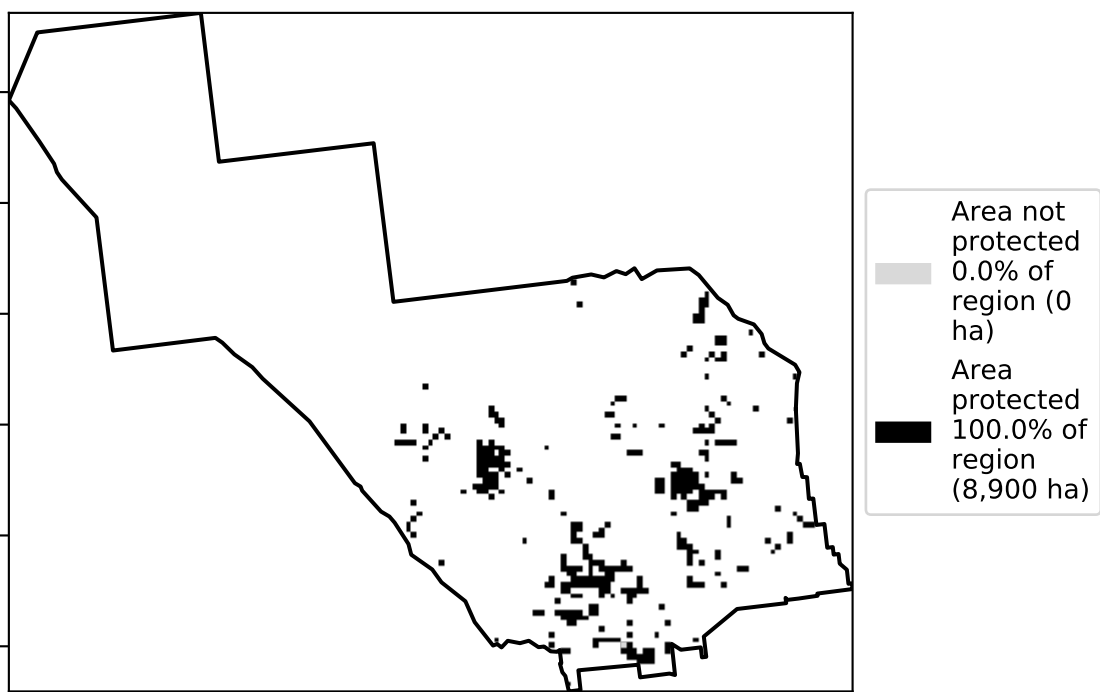 Area not
protected
0.0% of
region (0
ha)
Area
protected
100.0% of
region
(8,900 ha)